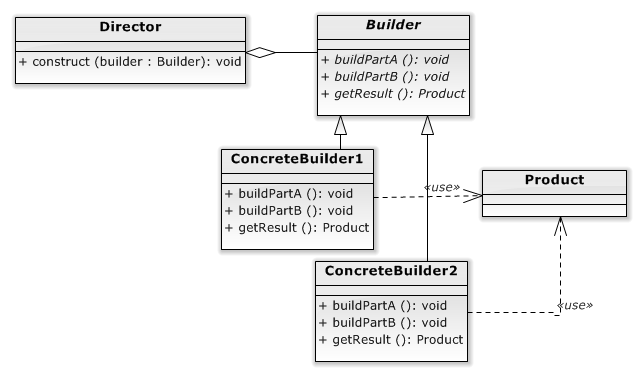 Director
+ construct (builder : Builder): void
Builder
+ buildPartA (): void
+ buildPartB (): void
+ getResult (): Product
ConcreteBuilder1
+ buildPartA (): void
+ buildPartB (): void
+ getResult (): Product
«use»
Product
ConcreteBuilder2
+ buildPartA (): void
+ buildPartB (): void
+ getResult (): Product
«use»